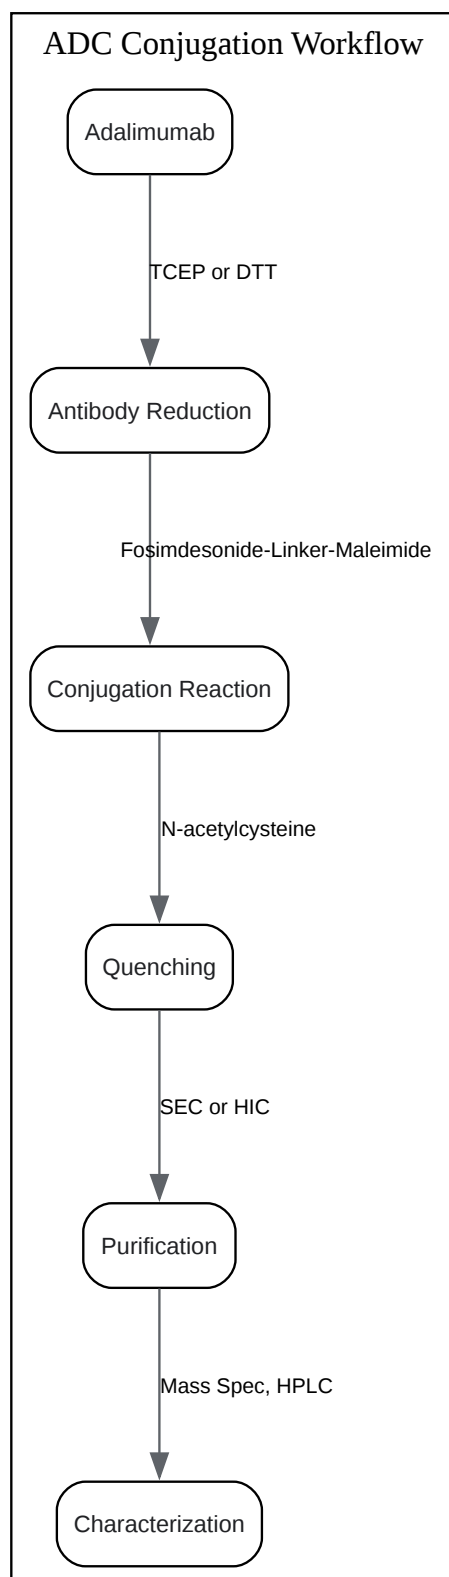 ADC Conjugation Workflow
Adalimumab
TCEP or DTT
Antibody Reduction
Fosimdesonide-Linker-Maleimide
Conjugation Reaction
N-acetylcysteine
Quenching
SEC or HIC
Purification
Mass Spec, HPLC
Characterization